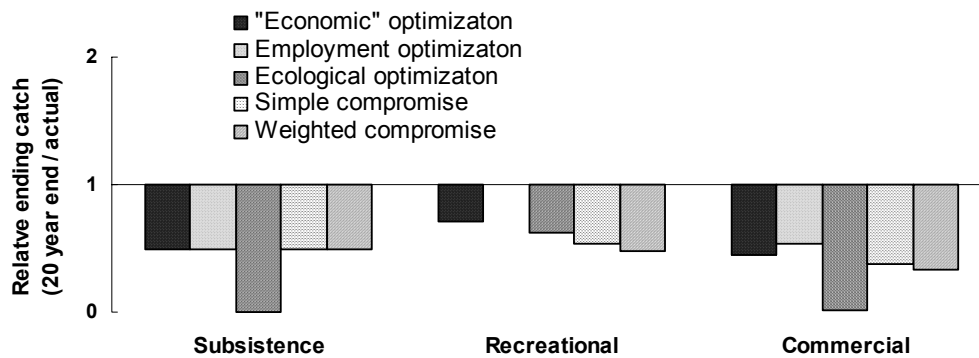 "Economic" optimizaton
Employment optimizaton
Ecological optimizaton
Simple compromise
Weighted compromise
Relatve ending catch
(20 year end / actual)
2
1
0
Subsistence
Recreational
Commercial